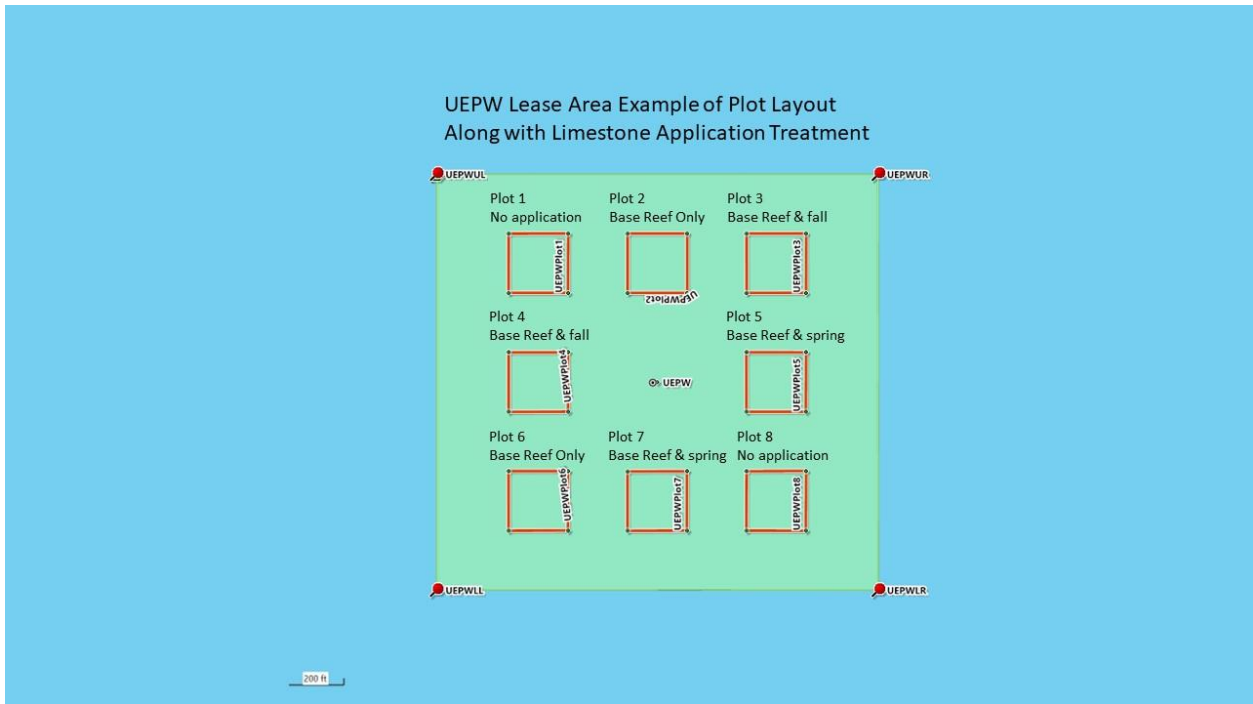 UEPW Lease Area Example of Plot Layout
Along with Limestone Application Treatment
UEPWUL
UEPWUR
Plot 1
No application
Plot 2
Base Reef Only
Plot 3
Base Reef & fall
UEPWPlot1
UEPWPlot2
UEPWPlot3
Plot 4
Base Reef & fall
Plot 5
Base Reef & spring
UEPWPlot4
UEPW
UEPWPlot5
Plot 6
Base Reef Only
Plot 7
Base Reef & spring
Plot 8
No application
UEPWPlot6
UEPWPlot7
UEPWPlot8
UEPWLL
UEPWLR
200 ft